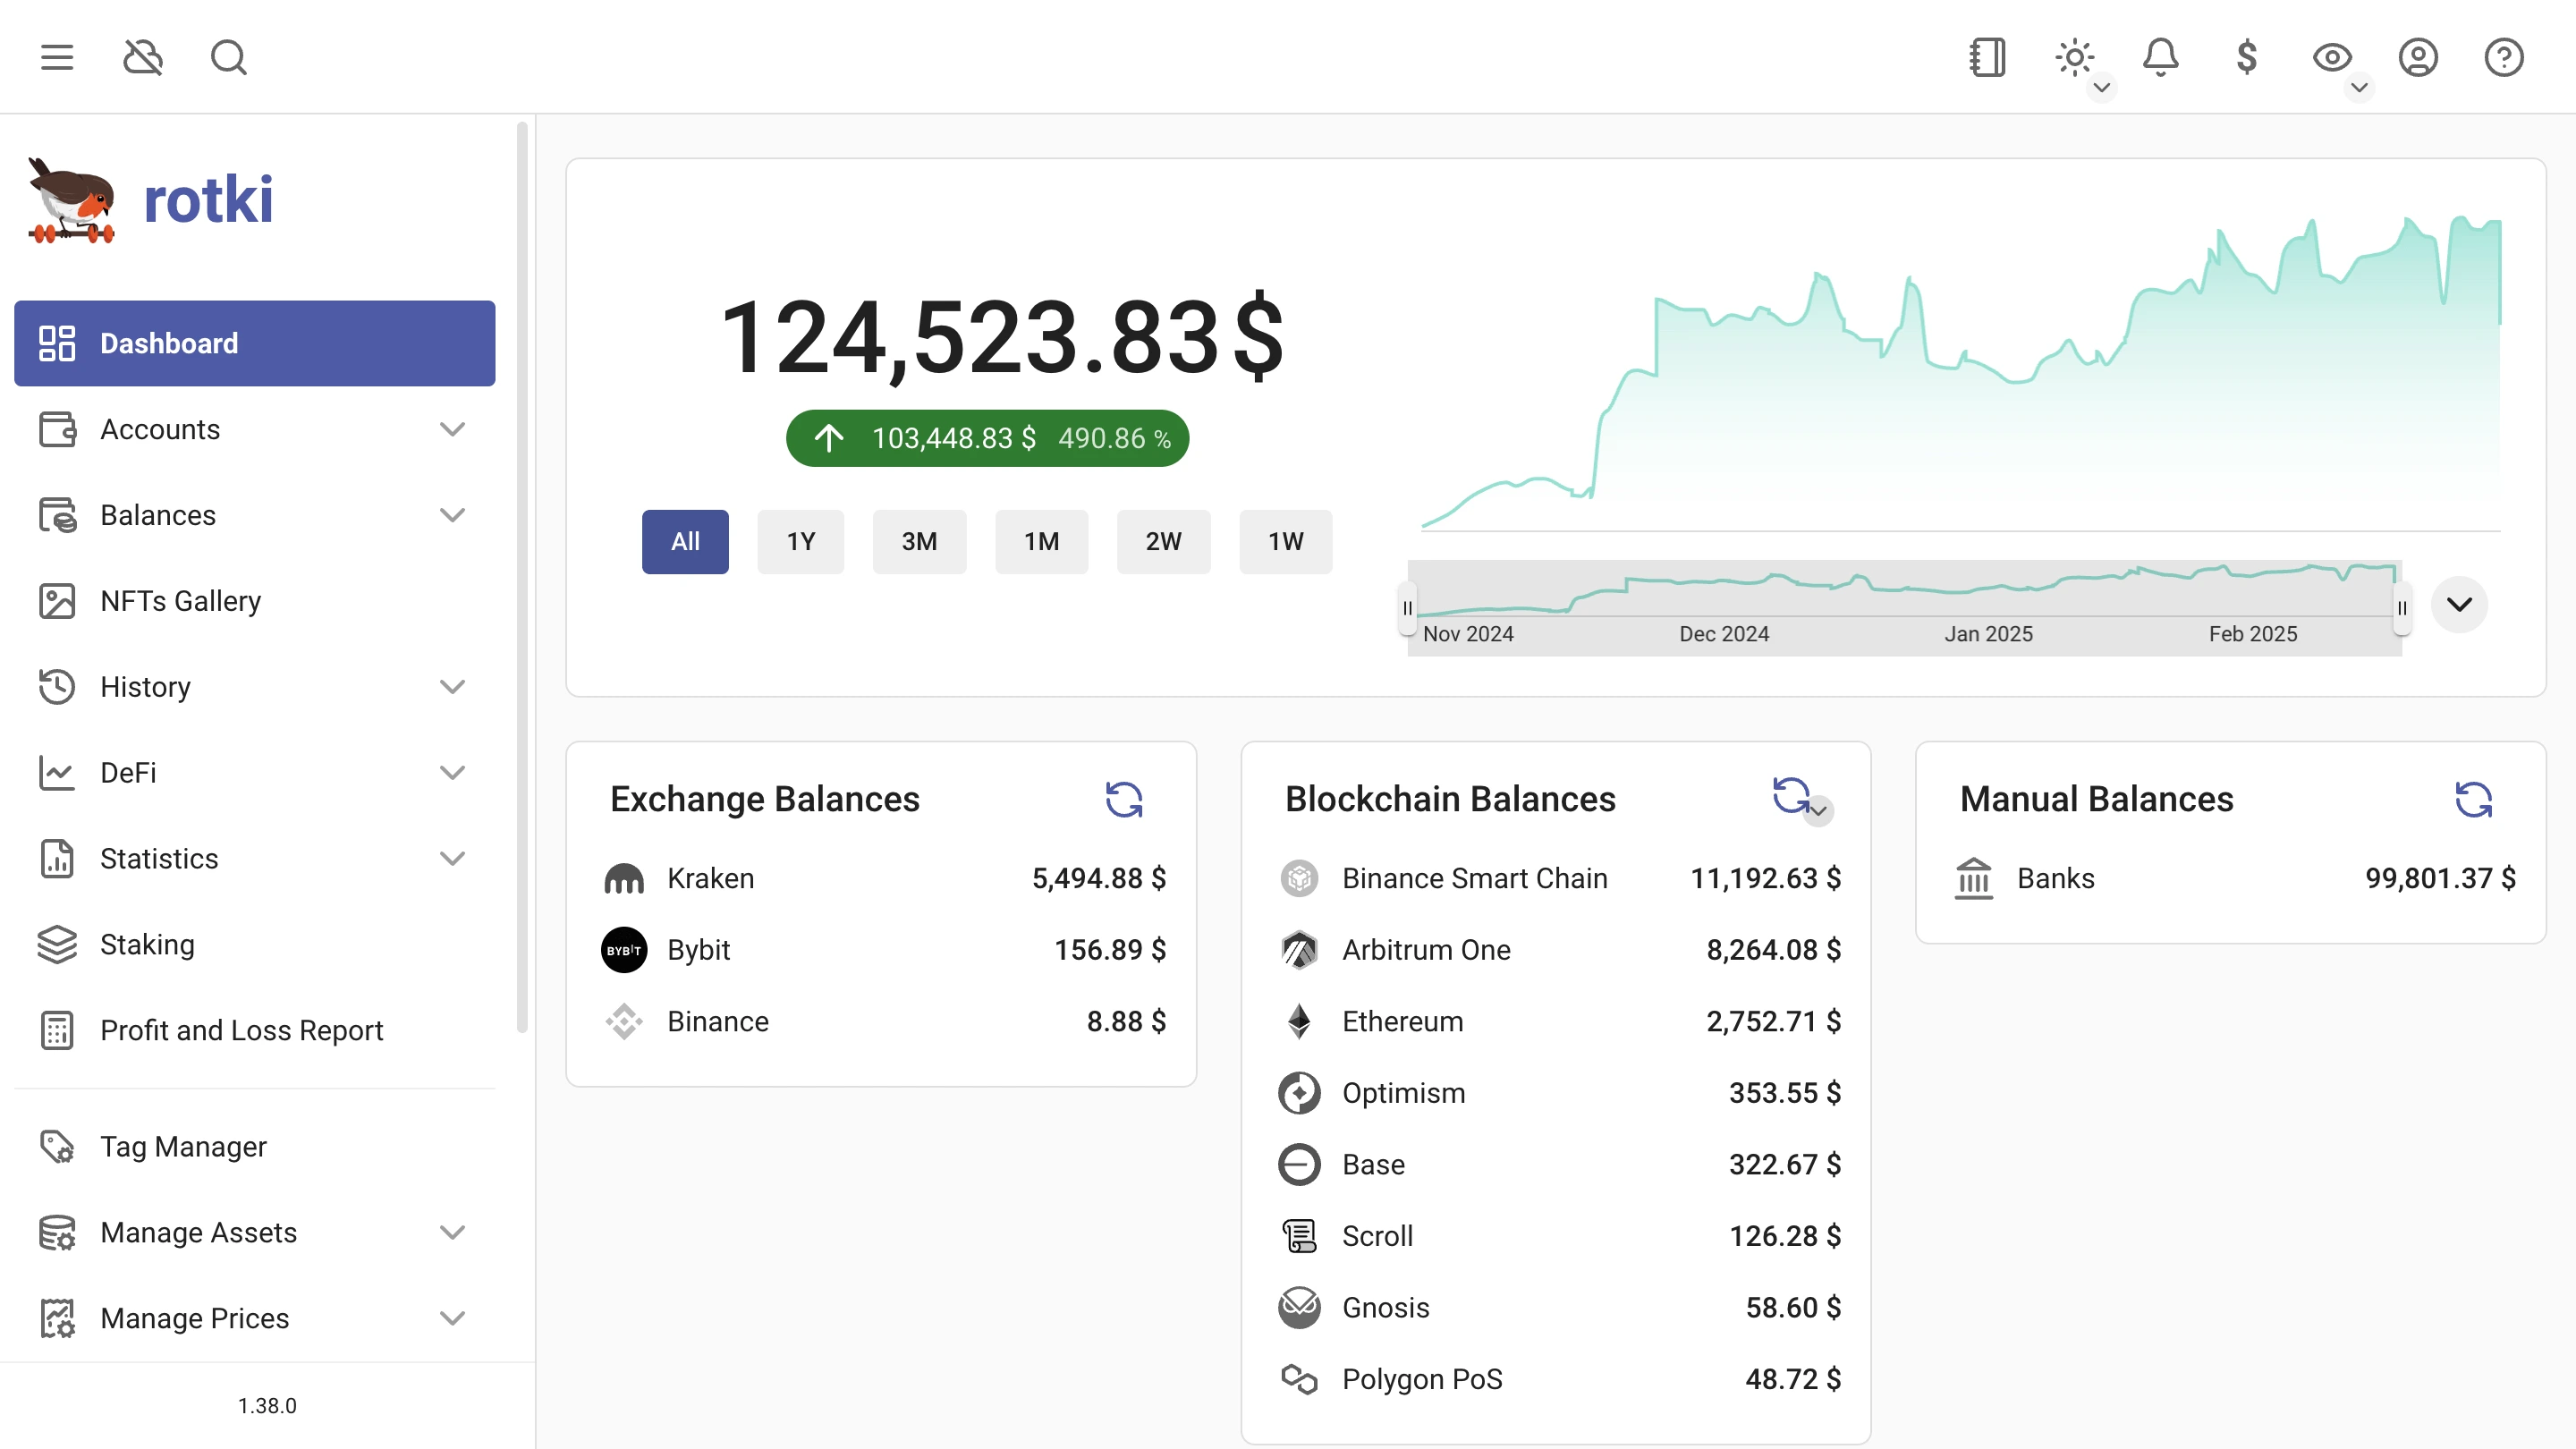 rotki
Dashboard
Accounts
Balances
NFTs Gallery
History
DeFi
Statistics
Staking
Profit and Loss Report
Tag Manager
Manage Assets
Manage Prices
1.38.0
124,523.83 $
103,448.83 $ 490.86 %
All 1Y 3M 1M 2W 1W
Nov 2024 Dec 2024 Jan 2025 Feb 2025
Exchange Balances
Kraken 5,494.88 $
BYBIT Bybit 156.89 $
Binance 8.88 $
Blockchain Balances
Binance Smart Chain 11,192.63 $
Arbitrum One 8,264.08 $
Ethereum 2,752.71 $
Optimism 353.55 $
Base 322.67 $
Scroll 126.28 $
Gnosis 58.60 $
Polygon PoS 48.72 $
Manual Balances
Banks 99,801.37 $